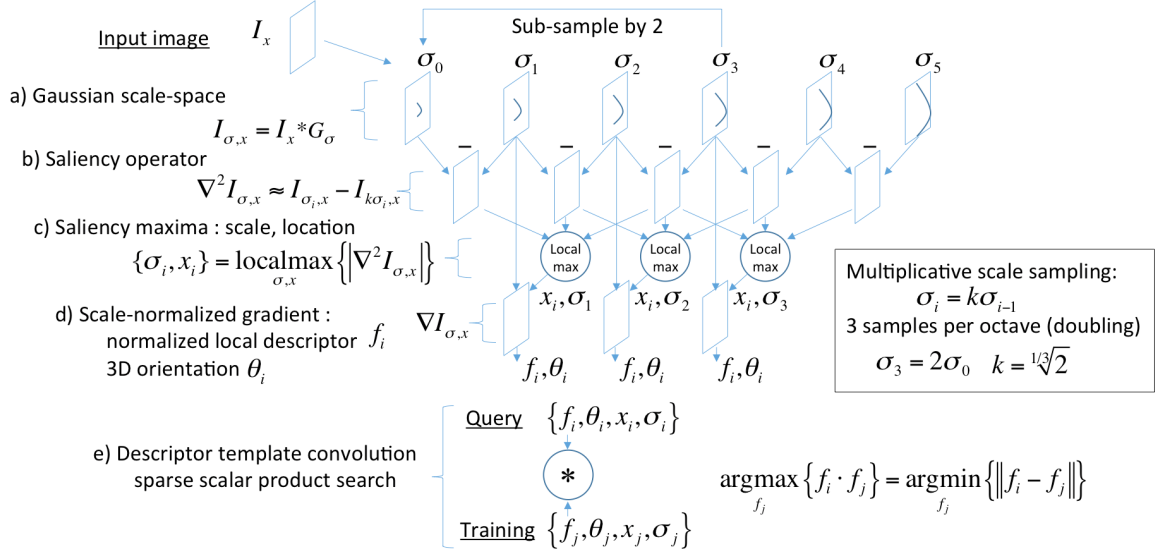 Sub-sample by 2
Input image I_x
σ_0 σ_1 σ_2 σ_3 σ_4 σ_5
a) Gaussian scale-space
I_{σ,x} = I_x*G_σ
− − − − −
b) Saliency operator
∇²I_{σ,x} ≈ I_{σ_i,x} − I_{kσ_i,x}
c) Saliency maxima : scale, location
{σ_i, x_i} = localmax_{σ,x} {|∇²I_{σ,x}|}
Local max
Local max
Local max
x_i,σ_1 x_i,σ_2 x_i,σ_3
d) Scale-normalized gradient :
normalized local descriptor f_i
3D orientation θ_i
∇I_{σ,x}
f_i,θ_i f_i,θ_i f_i,θ_i
Multiplicative scale sampling:
σ_i = kσ_{i−1}
3 samples per octave (doubling)
σ_3 = 2σ_0 k = \sqrt[1/3]{2}
Query {f_i,θ_i,x_i,σ_i}
e) Descriptor template convolution
sparse scalar product search
*
argmax_{f_j} {f_i · f_j} = argmin_{f_j} {‖f_i − f_j‖}
Training {f_j,θ_j,x_j,σ_j}